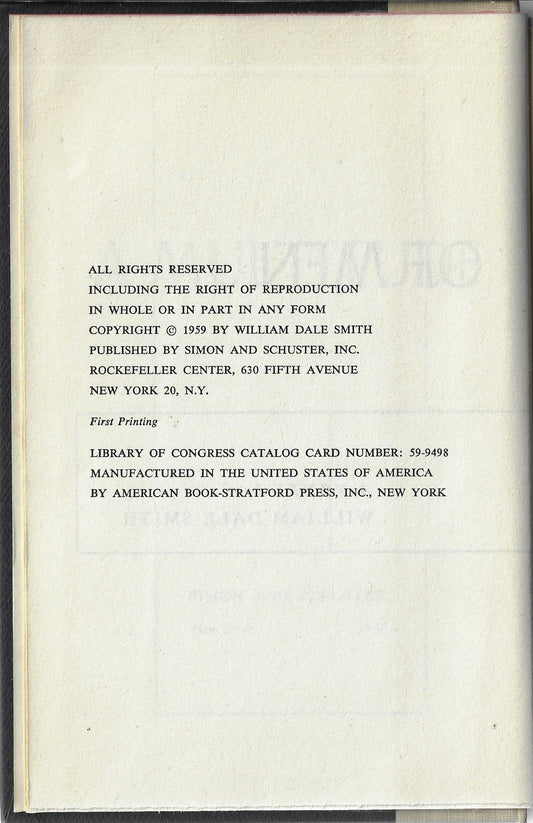 ALL RIGHTS RESERVED
INCLUDING THE RIGHT OF REPRODUCTION
IN WHOLE OR IN PART IN ANY FORM
COPYRIGHT © 1959 BY WILLIAM DALE SMITH
PUBLISHED BY SIMON AND SCHUSTER, INC.
ROCKEFELLER CENTER, 630 FIFTH AVENUE
NEW YORK 20, N.Y.
First Printing
LIBRARY OF CONGRESS CATALOG CARD NUMBER: 59-9498
MANUFACTURED IN THE UNITED STATES OF AMERICA
BY AMERICAN BOOK-STRATFORD PRESS, INC., NEW YORK
WILLIAM DALE SMITH